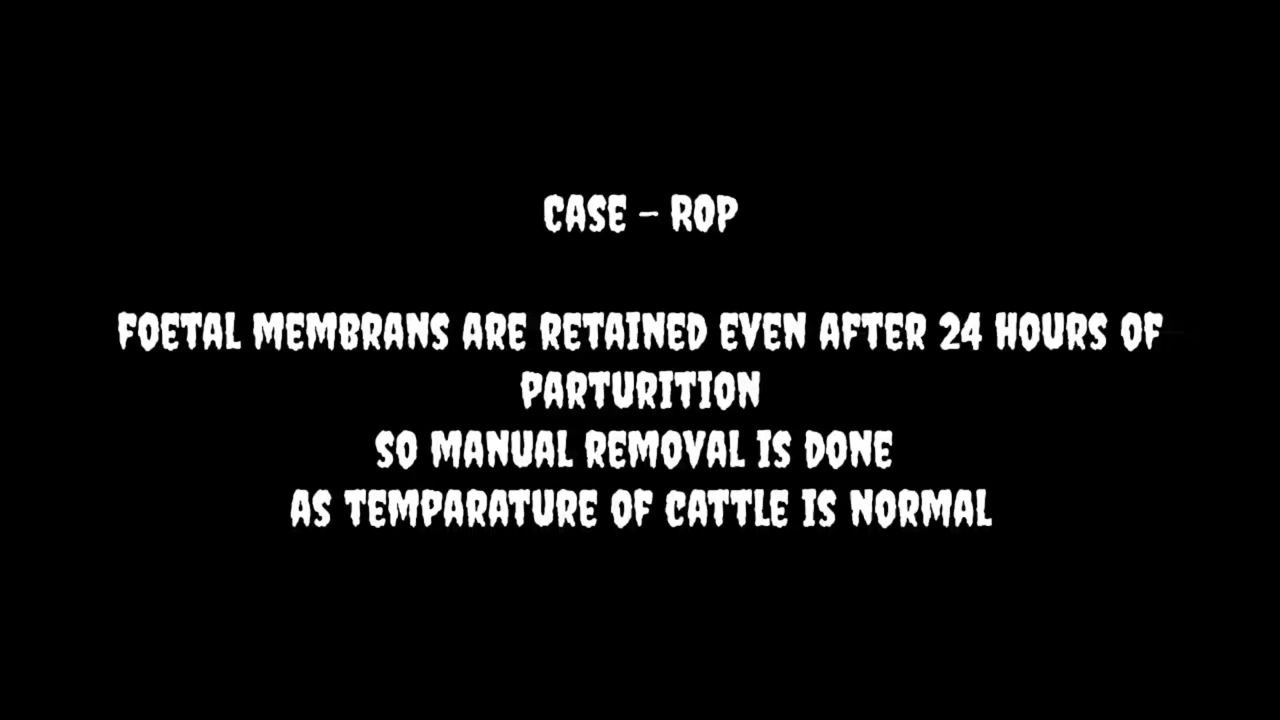 CASE - ROP
FOETAL MEMBRANS ARE RETAINED EVEN AFTER 24 HOURS OF
PARTURITION
SO MANUAL REMOVAL IS DONE
AS TEMPARATURE OF CATTLE IS NORMAL